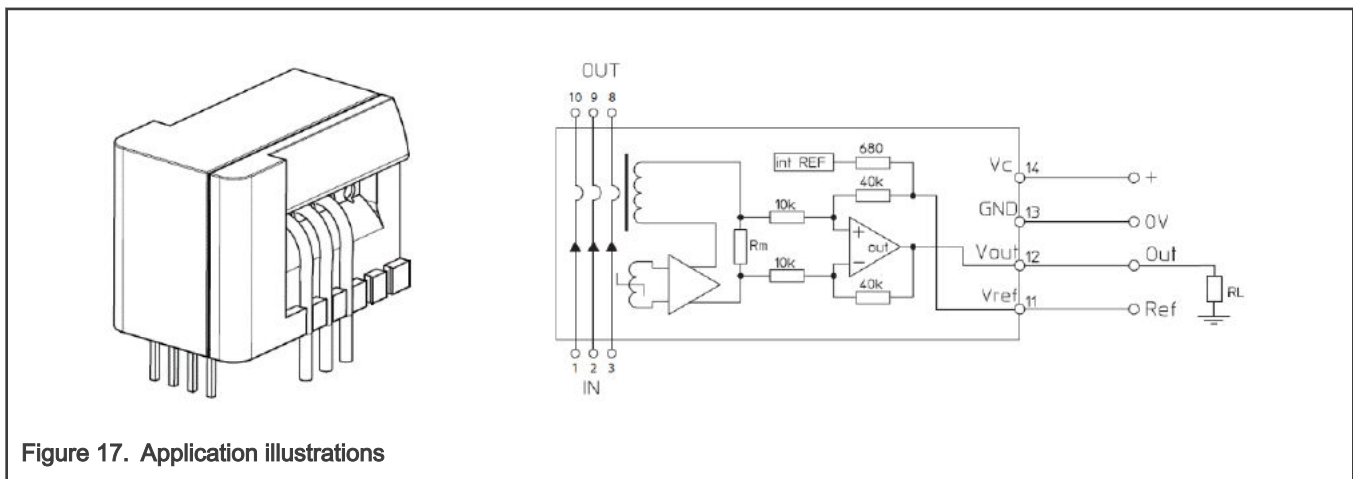 OUT
10 9 8
int REF
680
40k
10k
Rm
10k
+
out
−
40k
Vc 14 +
GND 13 0V
Vout 12 Out
Vref 11 Ref
RL
1 2 3
IN
Figure 17. Application illustrations